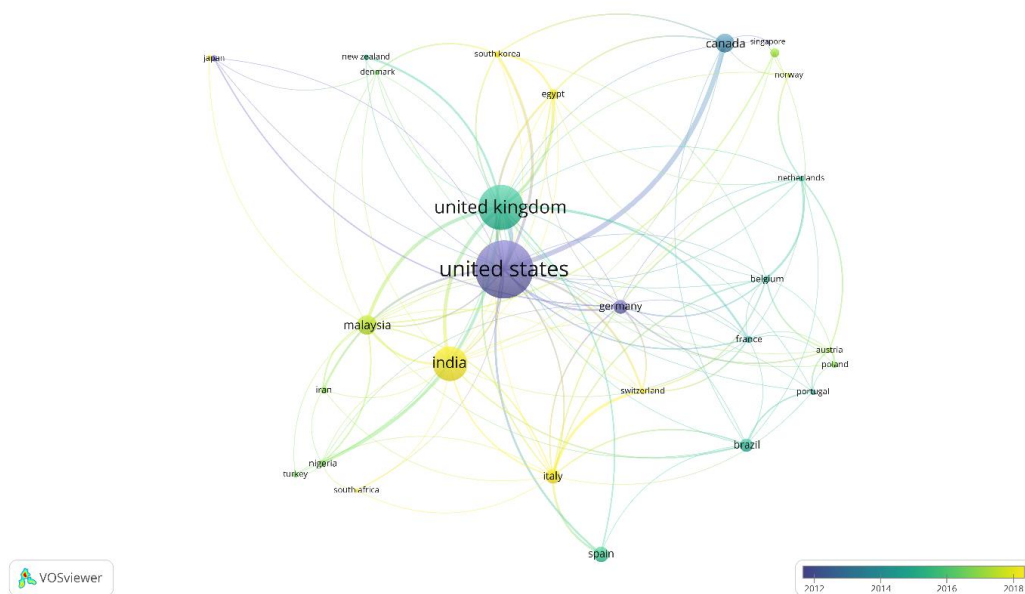 canada
singapore
japan
new zealand
south korea
denmark
norway
egypt
netherlands
united kingdom
united states
belgium
germany
malaysia
france
austria
india
poland
iran
switzerland
portugal
brazil
nigeria
turkey
italy
south africa
spain
VOSviewer
2012 2014 2016 2018